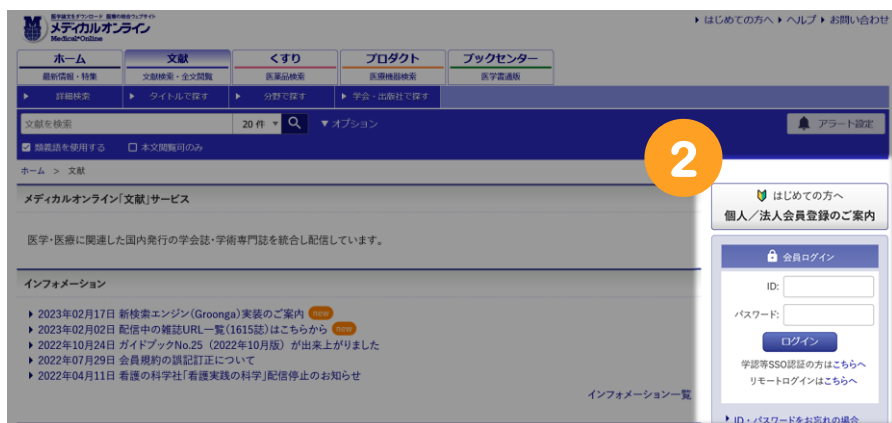 医学論文をダウンロード 医薬の総合ウェブサイト
メディカルオンライン
Medical*Online
はじめての方へ ヘルプ お問い合わせ
ホーム 文献 くすり プロダクト ブックセンター
最新情報・特集 文献検索・全文閲覧 医薬品検索 医療機器検索 医学書通販
詳細検索 タイトルで探す 分野で探す 学会・出版社で探す
文献を検索 20 件 ▼オプション アラート設定
類義語を使用する 本文閲覧可のみ
2
ホーム > 文献
メディカルオンライン「文献」サービス
医学・医療に関連した国内発行の学会誌・学術専門誌を統合し配信しています。
インフォメーション
2023年02月17日 新検索エンジン(Groonga)実装のご案内 new
2023年02月02日 配信中の雑誌URL一覧(1615誌)はこちらから new
2022年10月24日 ガイドブックNo.25(2022年10月版)が出来上がりました
2022年07月29日 会員規約の誤記訂正について
2022年04月11日 看護の科学社「看護実践の科学」配信停止のお知らせ
インフォメーション一覧
はじめての方へ
個人/法人会員登録のご案内
会員ログイン
ID:
パスワード:
ログイン
学認等SSO認証の方はこちらへ
リモートログインはこちらへ
ID・パスワードをお忘れの場合